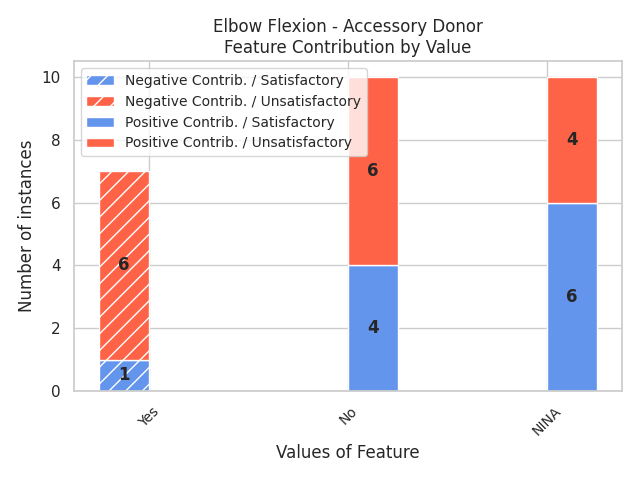 Elbow Flexion - Accessory Donor
Feature Contribution by Value
Negative Contrib. / Satisfactory
Negative Contrib. / Unsatisfactory
Positive Contrib. / Satisfactory
Positive Contrib. / Unsatisfactory
Number of instances
10
8
6
4
2
0
6
1
6
4
4
6
Yes
No
NINA
Values of Feature